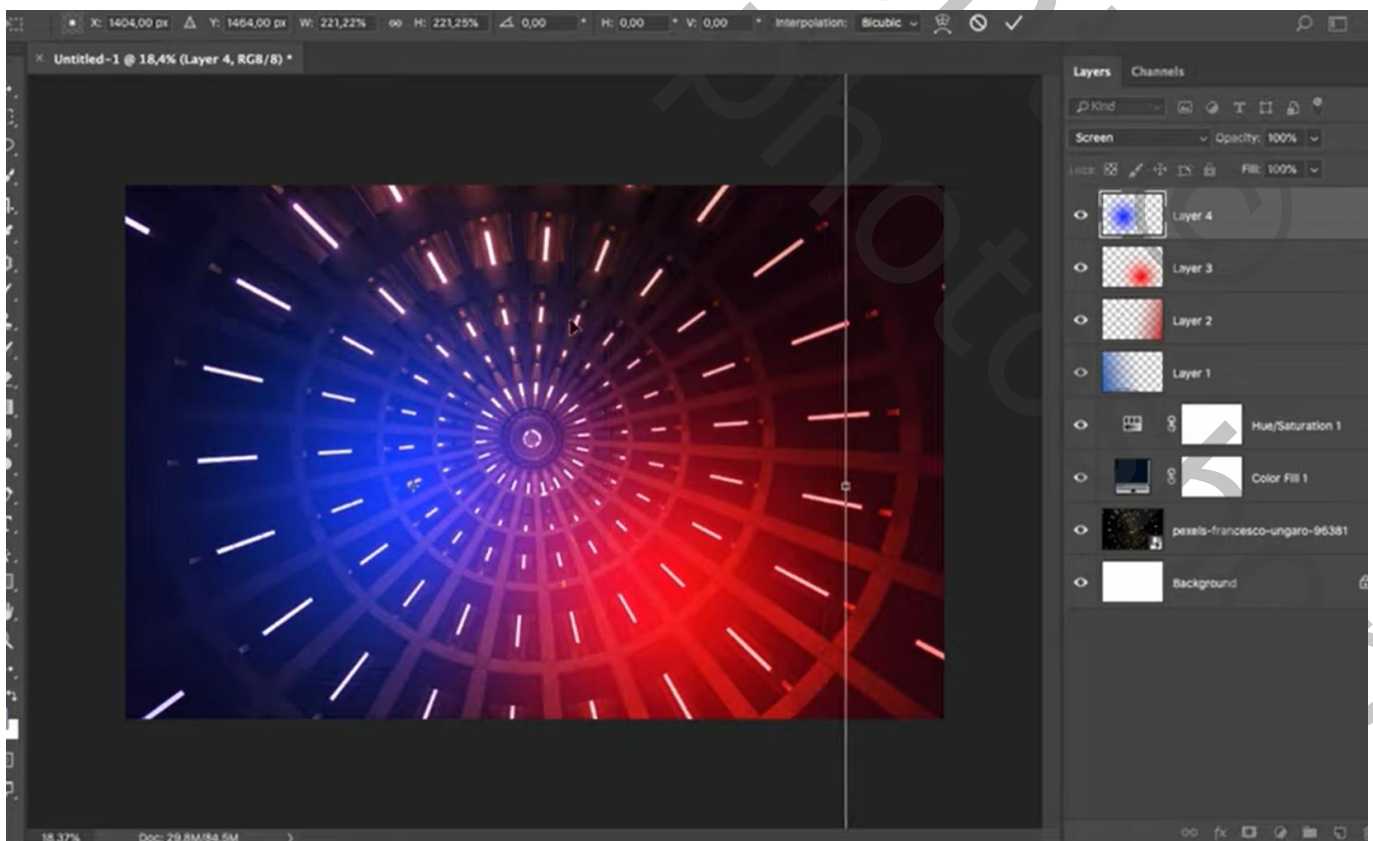 X: 1404,00 px Y: 1464,00 px W: 221,22% H: 221,25% 0,00 ° H: 0,00 ° V: 0,00 ° Interpolation: Bicubic
× Untitled-1 @ 18,4% (Layer 4, RGB/8) *
Layers Channels
Kind
Screen Opacity: 100%
Lock: Fill: 100%
Layer 4
Layer 3
Layer 2
Layer 1
Hue/Saturation 1
Color Fill 1
pexels-francesco-ungaro-96381
Background
fx
18,37% Doc: 29,8M/84,5M
photo